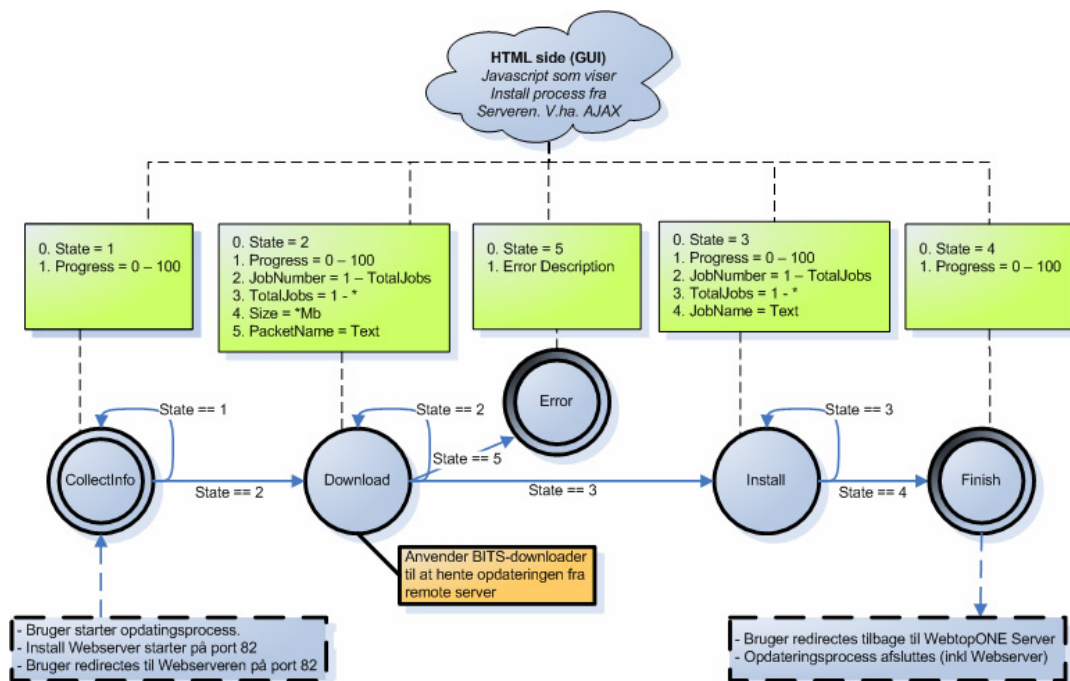 HTML side (GUI)
Javascript som viser
Install process fra
Serveren. V.ha. AJAX
0. State = 1
1. Progress = 0 – 100
0. State = 2
1. Progress = 0 – 100
2. JobNumber = 1 – TotalJobs
3. TotalJobs = 1 - *
4. Size = *Mb
5. PacketName = Text
0. State = 5
1. Error Description
0. State = 3
1. Progress = 0 – 100
2. JobNumber = 1 – TotalJobs
3. TotalJobs = 1 - *
4. JobName = Text
0. State = 4
1. Progress = 0 – 100
State == 1
CollectInfo
State == 2
State == 2
Download
State == 5
Error
State == 3
State == 3
Install
State == 4
Finish
Anvender BITS-downloader
til at hente opdateringen fra
remote server
- Bruger starter opdatingsprocess.
- Install Webserver starter på port 82
- Bruger redirectes til Webserveren på port 82
- Bruger redirectes tilbage til WebtopONE Server
- Opdateringsprocess afsluttes (inkl Webserver)